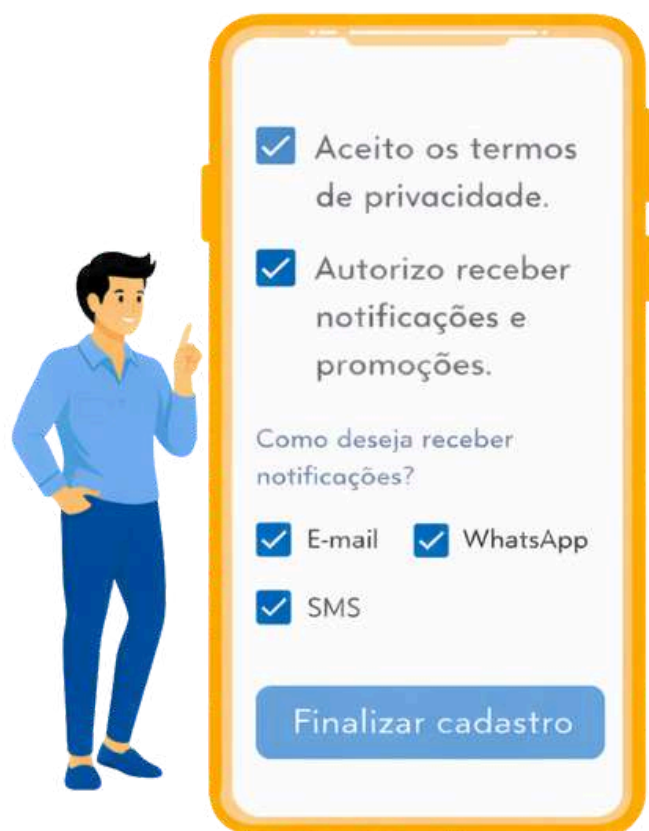 Aceito os termos
de privacidade.
Autorizo receber
notificações e
promoções.
Como deseja receber
notificações?
E-mail WhatsApp
SMS
Finalizar cadastro